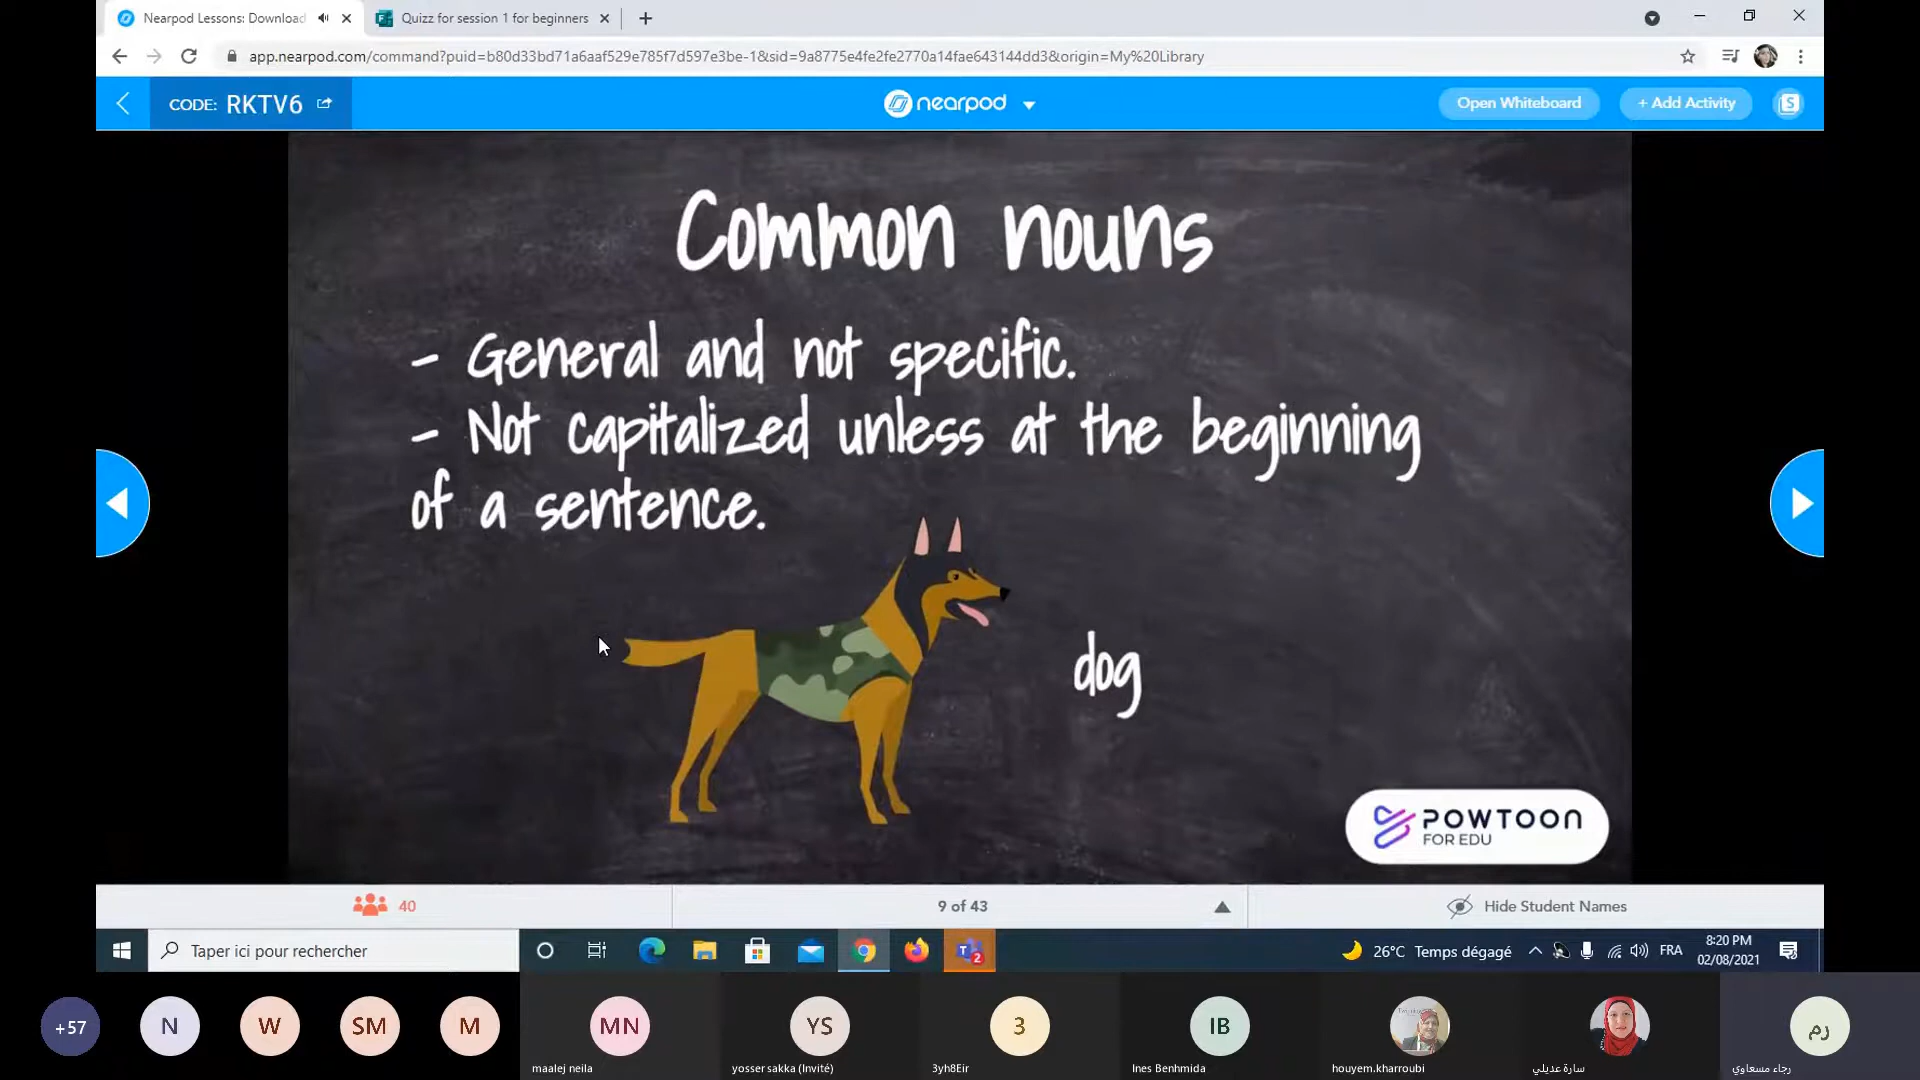 Nearpod Lessons: Download
Quizz for session 1 for beginners
app.nearpod.com/command?puid=b80d33bd71a6aaf529e785f7d597e3be-1&sid=9a8775e4fe2fe2770a14fae643144dd3&origin=My%20Library
CODE: RKTV6
nearpod
Open Whiteboard
+ Add Activity
S
Common nouns
- General and not specific.
- Not capitalized unless at the beginning
of a sentence.
dog
POWTOON
FOR EDU
40
9 of 43
Hide Student Names
Taper ici pour rechercher
2
26°C Temps dégagé
FRA
8:20 PM
02/08/2021
+57
N
W
SM
M
MN
YS
3
IB
رم
maalej neila
yosser sakka (Invité)
3yh8Eir
Ines Benhmida
houyem.kharroubi
سارة عديلي
رجاء مسعاوي